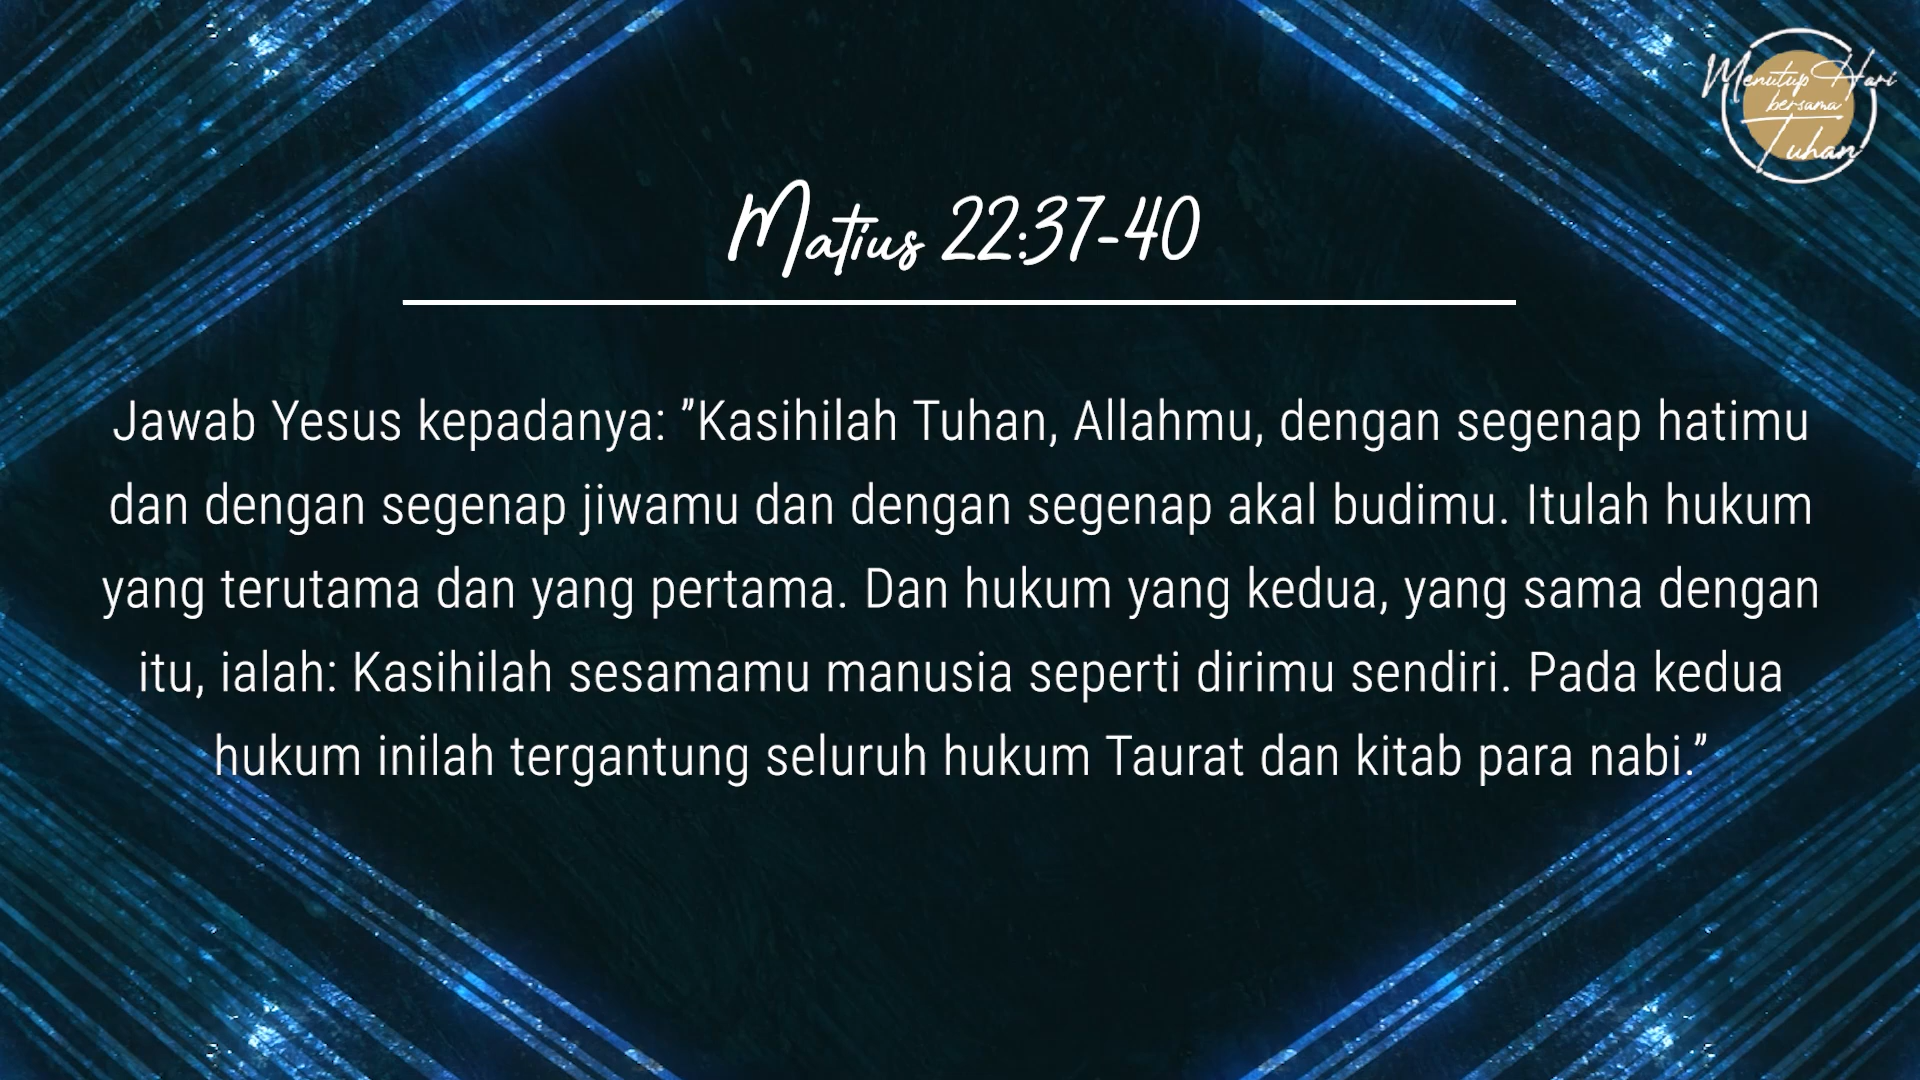 Menutup Hari
bersama
Tuhan
Matius 22:37-40
Jawab Yesus kepadanya: ”Kasihilah Tuhan, Allahmu, dengan segenap hatimu
dan dengan segenap jiwamu dan dengan segenap akal budimu. Itulah hukum
yang terutama dan yang pertama. Dan hukum yang kedua, yang sama dengan
itu, ialah: Kasihilah sesamamu manusia seperti dirimu sendiri. Pada kedua
hukum inilah tergantung seluruh hukum Taurat dan kitab para nabi.”